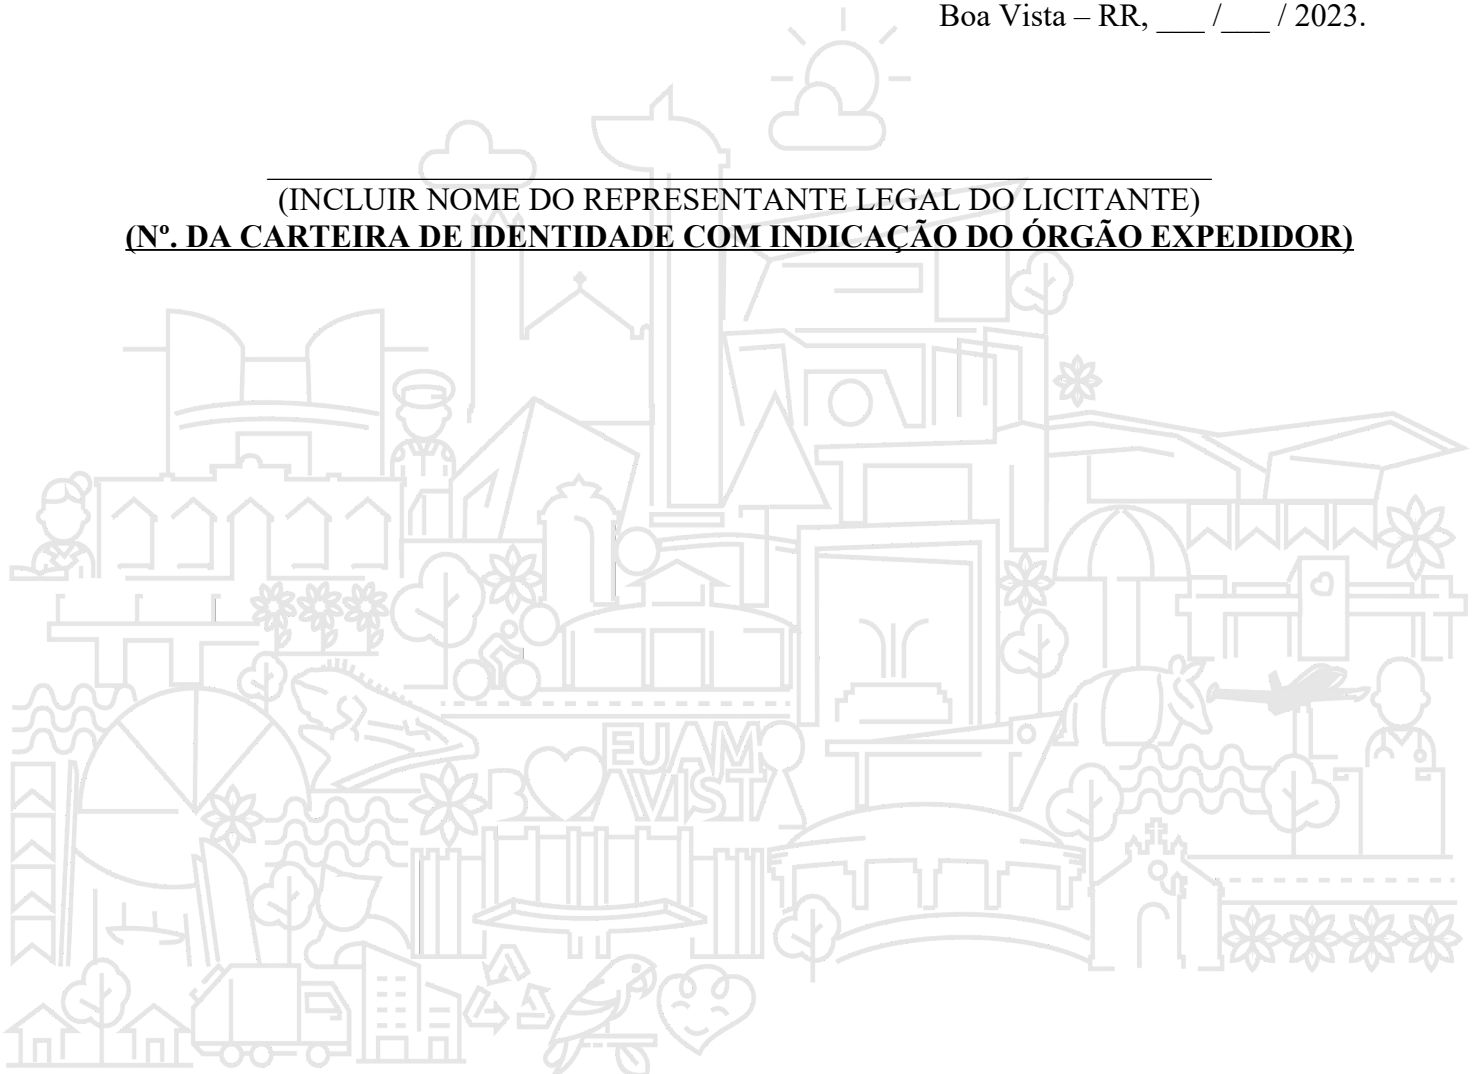 Boa Vista – RR, ___ /___ / 2023.
(INCLUIR NOME DO REPRESENTANTE LEGAL DO LICITANTE)
(Nº. DA CARTEIRA DE IDENTIDADE COM INDICAÇÃO DO ÓRGÃO EXPEDIDOR)
EU AMO
BOA VISTA